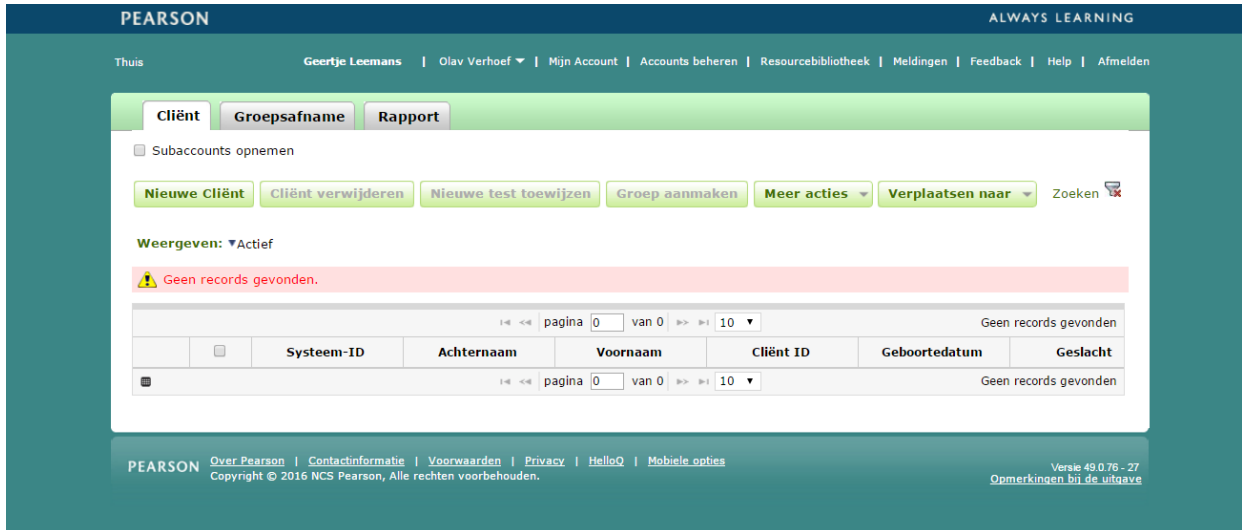 PEARSON ALWAYS LEARNING
Thuis Geertje Leemans | Olav Verhoef | Mijn Account | Accounts beheren | Resourcebibliotheek | Meldingen | Feedback | Help | Afmelden
Cliënt Groepsafname Rapport
Subaccounts opnemen
Nieuwe Cliënt Cliënt verwijderen Nieuwe test toewijzen Groep aanmaken Meer acties Verplaatsen naar Zoeken
Weergeven: Actief
Geen records gevonden.
pagina 0 van 0 10 Geen records gevonden
Systeem-ID Achternaam Voornaam Cliënt ID Geboortedatum Geslacht
pagina 0 van 0 10 Geen records gevonden
PEARSON Over Pearson | Contactinformatie | Voorwaarden | Privacy | HelloQ | Mobiele opties
Copyright © 2016 NCS Pearson, Alle rechten voorbehouden.
Versie 49.0.76 - 27
Opmerkingen bij de uitgave